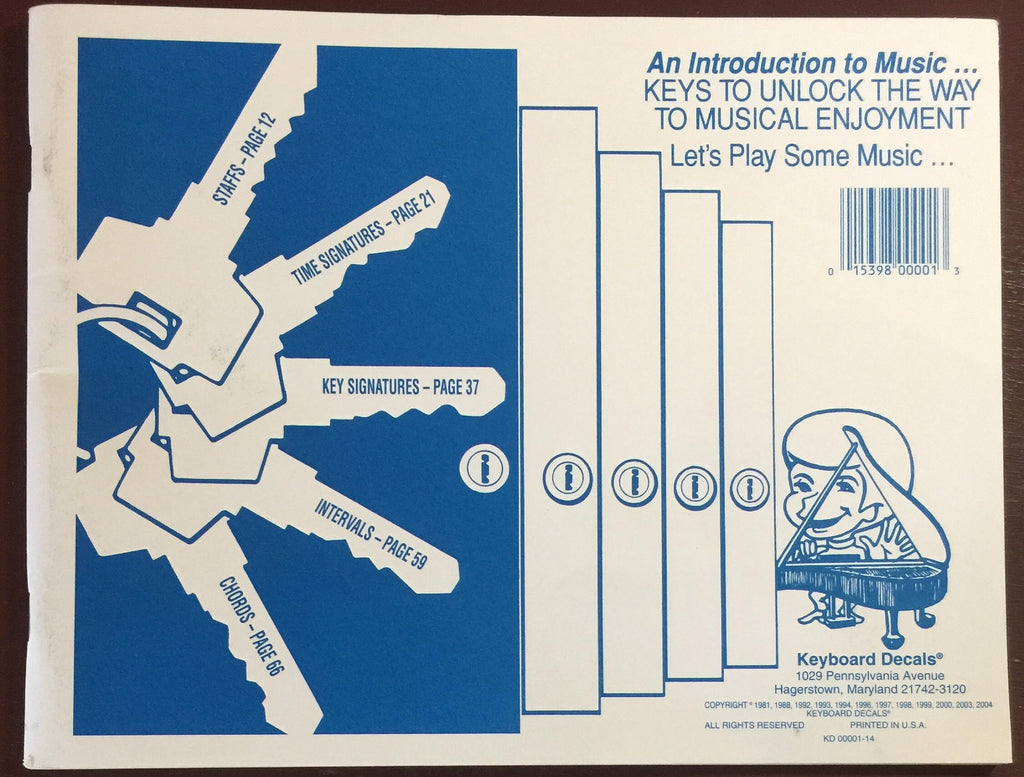 STAFFS – PAGE 12
TIME SIGNATURES – PAGE 21
KEY SIGNATURES – PAGE 37
INTERVALS – PAGE 59
CHORDS – PAGE 66
An Introduction to Music ...
KEYS TO UNLOCK THE WAY
TO MUSICAL ENJOYMENT
Let's Play Some Music ...
0 15398 00001 3
Keyboard Decals®
1029 Pennsylvania Avenue
Hagerstown, Maryland 21742-3120
COPYRIGHT © 1981, 1988, 1992, 1993, 1994, 1996, 1997, 1998, 1999, 2000, 2003, 2004
KEYBOARD DECALS®
ALL RIGHTS RESERVED PRINTED IN U.S.A.
KD 00001-14